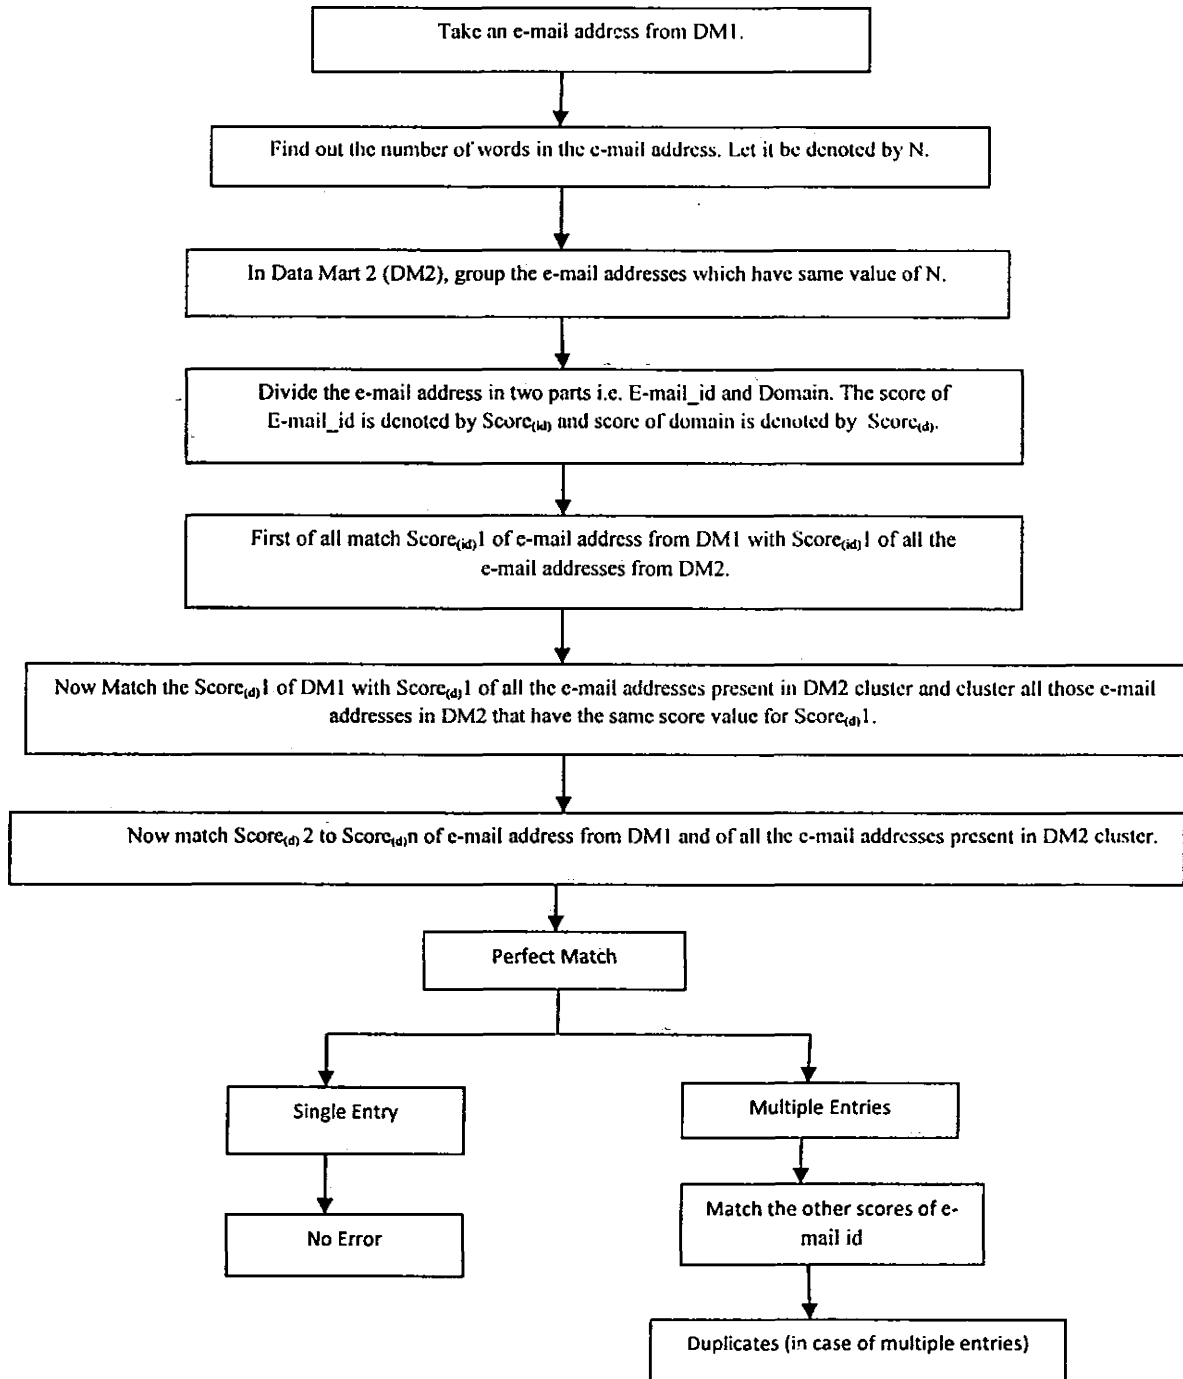 Take an e-mail address from DM1.
Find out the number of words in the e-mail address. Let it be denoted by N.
In Data Mart 2 (DM2), group the e-mail addresses which have same value of N.
Divide the e-mail address in two parts i.e. E-mail_id and Domain. The score of
E-mail_id is denoted by Score(id) and score of domain is denoted by Score(d).
First of all match Score(id)1 of e-mail address from DM1 with Score(id)1 of all the
e-mail addresses from DM2.
Now Match the Score(d)1 of DM1 with Score(d)1 of all the e-mail addresses present in DM2 cluster and cluster all those e-mail
addresses in DM2 that have the same score value for Score(d)1.
Now match Score(d)2 to Score(d)n of e-mail address from DM1 and of all the e-mail addresses present in DM2 cluster.
Perfect Match
Single Entry
Multiple Entries
No Error
Match the other scores of e-
mail id
Duplicates (in case of multiple entries)